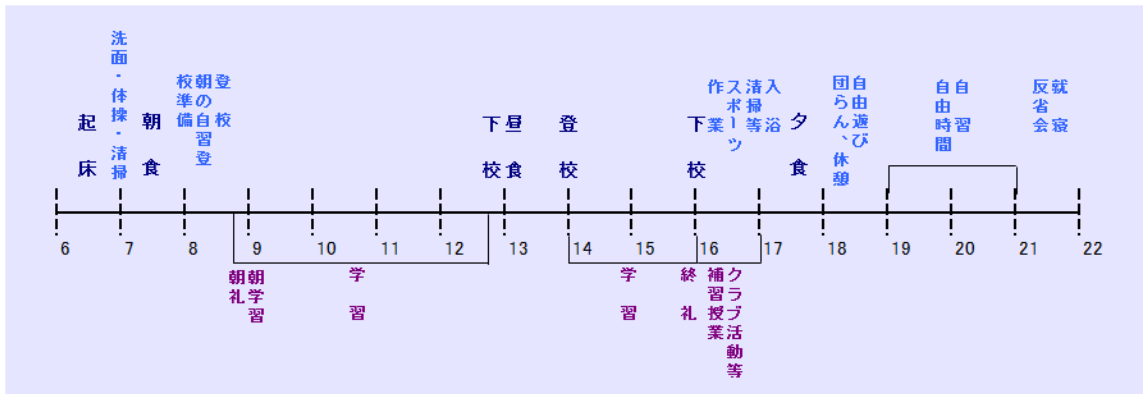 起床
洗面・体操・清掃
朝食
登校
朝の自習登
校準備
下校
昼食
登校
下校
入浴
清掃等
スポーツ
作業
夕食
自由遊び
団らん、休憩
自習
自由時間
就寝
反省会
6 7 8 9 10 11 12 13 14 15 16 17 18 19 20 21 22
朝礼
朝学習
学習
学習
終礼
クラブ活動等
補習授業